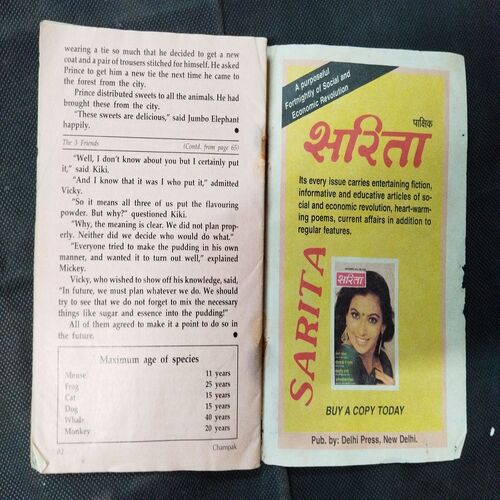 wearing a tie so much that he decided to get a new
coat and a pair of trousers stitched for himself. He asked
Prince to get him a new tie the next time he came to
the forest from the city.
Prince distributed sweets to all the animals. He had
brought these from the city.
"These sweets are delicious," said Jumbo Elephant
happily.
The 3 Friends (Contd. from page 65)
"Well, I don't know about you but I certainly put
it," said Kiki.
"And I know that it was I who put it," admitted
Vicky.
"So it means all three of us put the flavouring
powder. But why?" questioned Kiki.
"Why, the meaning is clear. We did not plan prop-
erly. Neither did we decide who would do what."
"Everyone tried to make the pudding in his own
manner, and wanted it to turn out well," explained
Mickey.
Vicky, who wished to show off his knowledge, said,
"In future, we must plan whatever we do. We should
try to see that we do not forget to mix the necessary
things like sugar and essence into the pudding!"
All of them agreed to make it a point to do so in
the future.
Maximum age of species
Mouse 11 years
Frog 25 years
Cat 15 years
Dog 15 years
Whale 40 years
Monkey 20 years
82 Champak
A purposeful
Fortnightly of Social and
Economic Revolution
पाक्षिक
सरिता
Its every issue carries entertaining fiction,
informative and educative articles of so-
cial and economic revolution, heart-warm-
ing poems, current affairs in addition to
regular features.
SARITA
सरिता
BUY A COPY TODAY
Pub. by: Delhi Press, New Delhi.